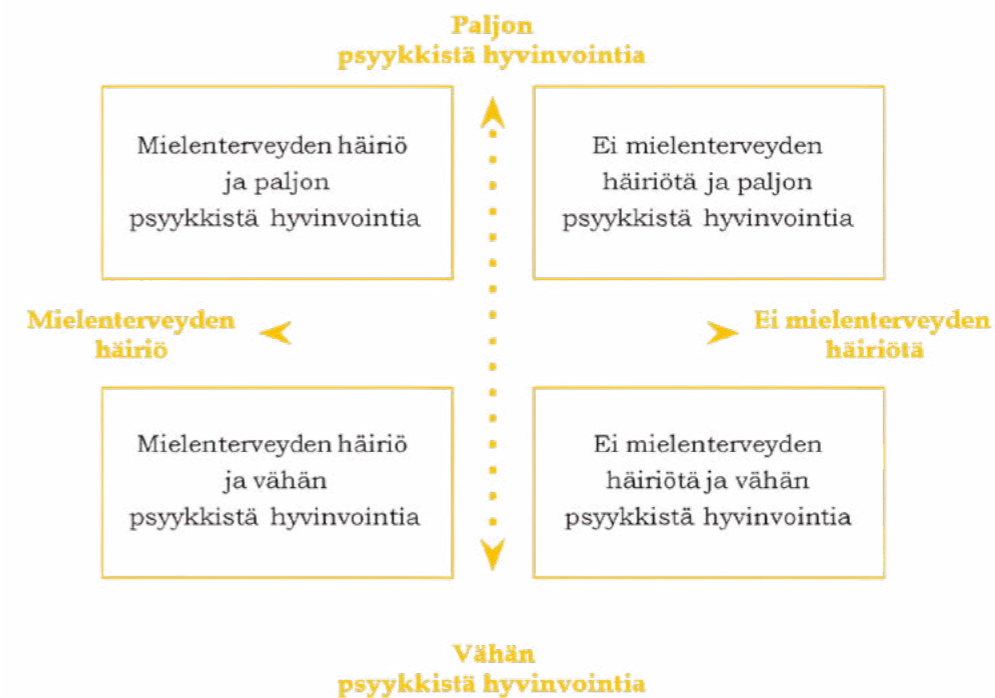 Paljon
psyykkistä hyvinvointia
Mielenterveyden häiriö
ja paljon
psyykkistä hyvinvointia
Ei mielenterveyden
häiriötä ja paljon
psyykkistä hyvinvointia
Mielenterveyden
häiriö
Ei mielenterveyden
häiriötä
Mielenterveyden häiriö
ja vähän
psyykkistä hyvinvointia
Ei mielenterveyden
häiriötä ja vähän
psyykkistä hyvinvointia
Vähän
psyykkistä hyvinvointia